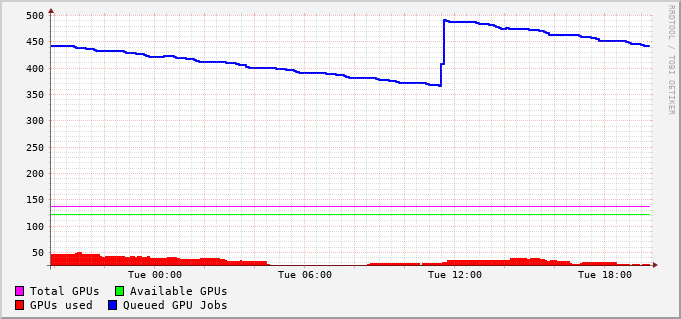 500
450
400
350
300
250
200
150
100
50
Tue 00:00 Tue 06:00 Tue 12:00 Tue 18:00
Total GPUs Available GPUs
GPUs used Queued GPU Jobs
RRDTOOL / TOBI OETIKER